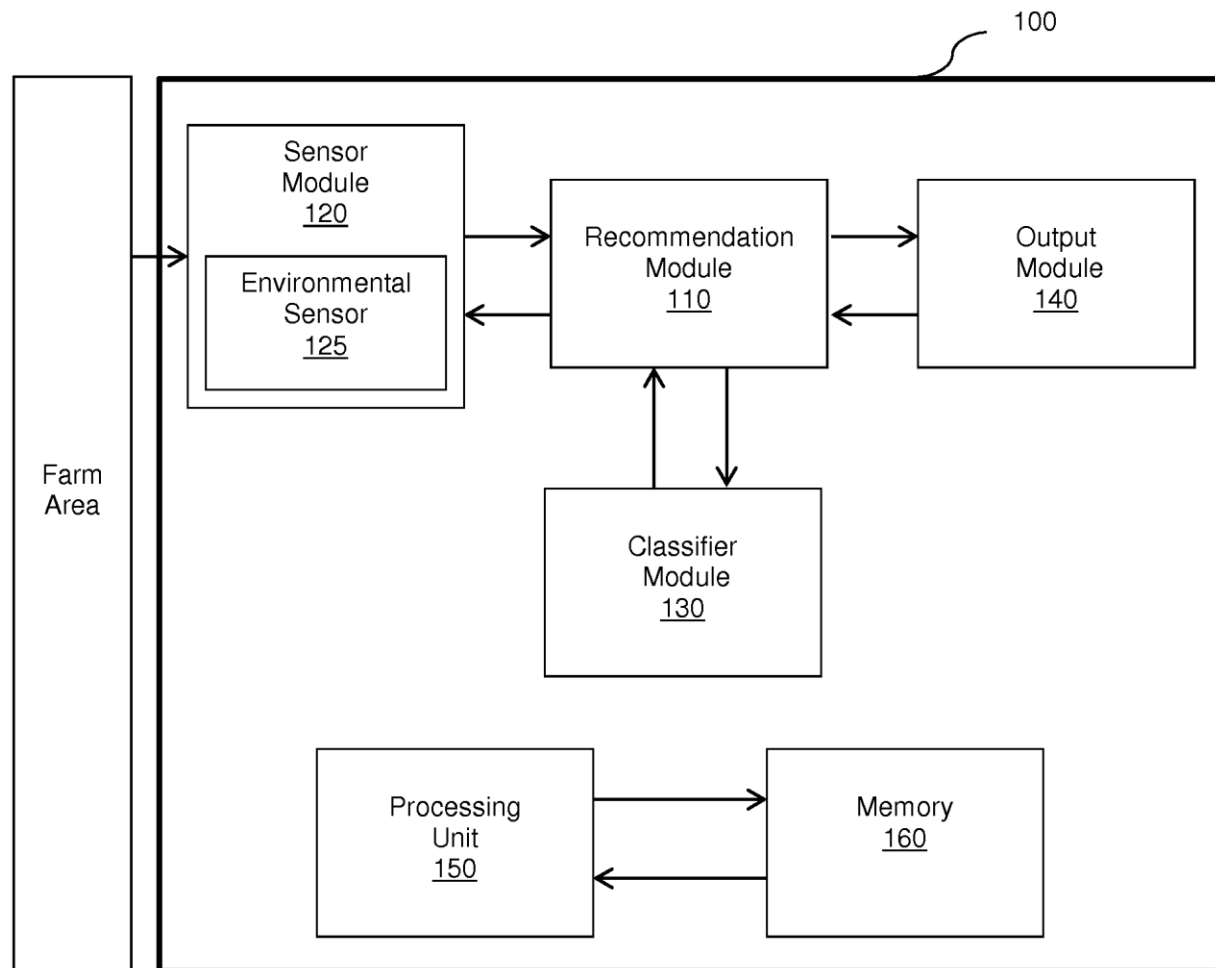 100
Sensor
Module
120
Environmental
Sensor
125
Recommendation
Module
110
Output
Module
140
Farm
Area
Classifier
Module
130
Processing
Unit
150
Memory
160